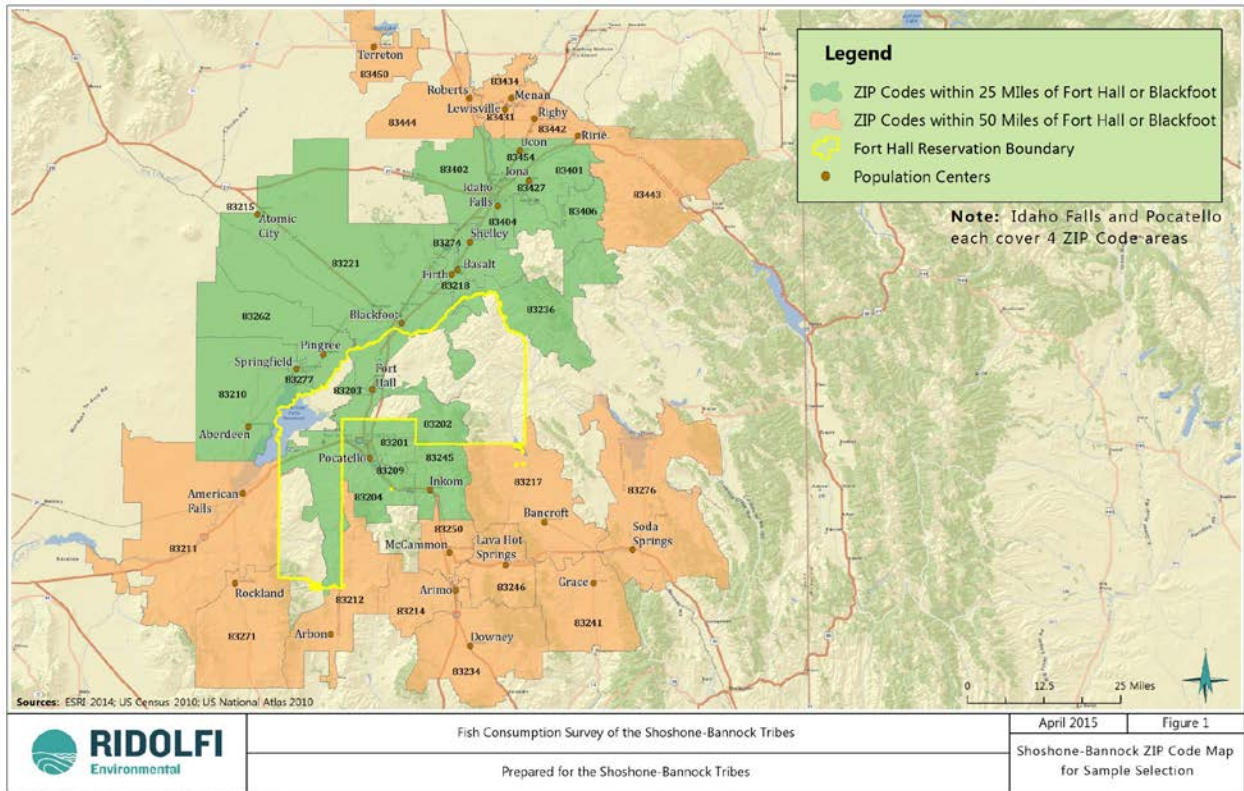 Legend
ZIP Codes within 25 MIles of Fort Hall or Blackfoot
ZIP Codes within 50 Miles of Fort Hall or Blackfoot
Fort Hall Reservation Boundary
Population Centers
Note: Idaho Falls and Pocatello
each cover 4 ZIP Code areas
Terreton
83450
Roberts
83434
Menan
Lewisville
83431
Rigby
83444
83442
Ririe
Ucon
83454
83402
Iona
83401
83427
83443
Idaho
Falls
83406
83404
83215
Atomic
City
Shelley
83274
83221
Basalt
Firth
83218
83236
83262
Blackfoot
Pingree
Springfield
83277
Fort
Hall
83210
83203
83202
Aberdeen
83201
Pocatello
83245
83209
Inkom
83204
American
Falls
83217
83276
Bancroft
83250
Soda
Springs
McCammon
Lava Hot
Springs
83211
Rockland
83212
Arimo
83246
Grace
83214
83271
Arbon
83241
Downey
83234
0 12.5 25 Miles
Sources: ESRI 2014; US Census 2010; US National Atlas 2010
RIDOLFI
Environmental
Fish Consumption Survey of the Shoshone-Bannock Tribes
Prepared for the Shoshone-Bannock Tribes
April 2015
Figure 1
Shoshone-Bannock ZIP Code Map
for Sample Selection